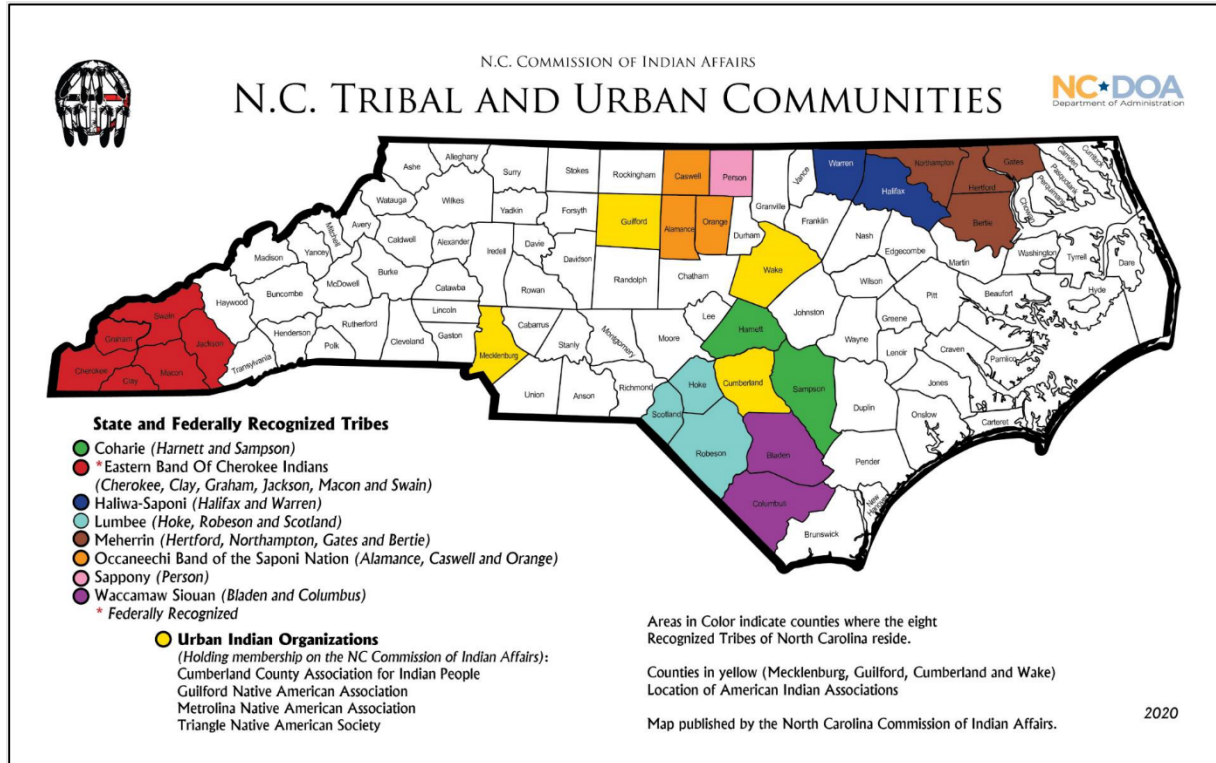 N.C. COMMISSION OF INDIAN AFFAIRS
N.C. TRIBAL AND URBAN COMMUNITIES
NC★DOA
Department of Administration
Ashe
Alleghany
Surry
Stokes
Rockingham
Caswell
Person
Granville
Vance
Warren
Halifax
Northampton
Hertford
Gates
Bertie
Chowan
Perquimans
Pasquotank
Camden
Currituck
Watauga
Wilkes
Yadkin
Forsyth
Guilford
Alamance
Orange
Durham
Franklin
Nash
Edgecombe
Martin
Washington
Tyrrell
Dare
Avery
Mitchell
Yancey
Madison
Caldwell
Alexander
Iredell
Davie
Davidson
Randolph
Chatham
Wake
Wilson
Pitt
Beaufort
Hyde
Haywood
Buncombe
McDowell
Burke
Catawba
Rowan
Lincoln
Gaston
Cabarrus
Stanly
Montgomery
Moore
Lee
Harnett
Johnston
Wayne
Greene
Lenoir
Craven
Pamlico
Swain
Graham
Jackson
Cherokee
Clay
Macon
Transylvania
Henderson
Polk
Rutherford
Cleveland
Mecklenburg
Union
Anson
Richmond
Scotland
Hoke
Cumberland
Sampson
Duplin
Jones
Onslow
Carteret
Robeson
Bladen
Pender
Columbus
Brunswick
New Hanover
State and Federally Recognized Tribes
Coharie (Harnett and Sampson)
* Eastern Band Of Cherokee Indians
(Cherokee, Clay, Graham, Jackson, Macon and Swain)
Haliwa-Saponi (Halifax and Warren)
Lumbee (Hoke, Robeson and Scotland)
Meherrin (Hertford, Northampton, Gates and Bertie)
Occaneechi Band of the Saponi Nation (Alamance, Caswell and Orange)
Sappony (Person)
Waccamaw Siouan (Bladen and Columbus)
* Federally Recognized
Urban Indian Organizations
(Holding membership on the NC Commission of Indian Affairs):
Cumberland County Association for Indian People
Guilford Native American Association
Metrolina Native American Association
Triangle Native American Society
Areas in Color indicate counties where the eight
Recognized Tribes of North Carolina reside.
Counties in yellow (Mecklenburg, Guilford, Cumberland and Wake)
Location of American Indian Associations
Map published by the North Carolina Commission of Indian Affairs.
2020